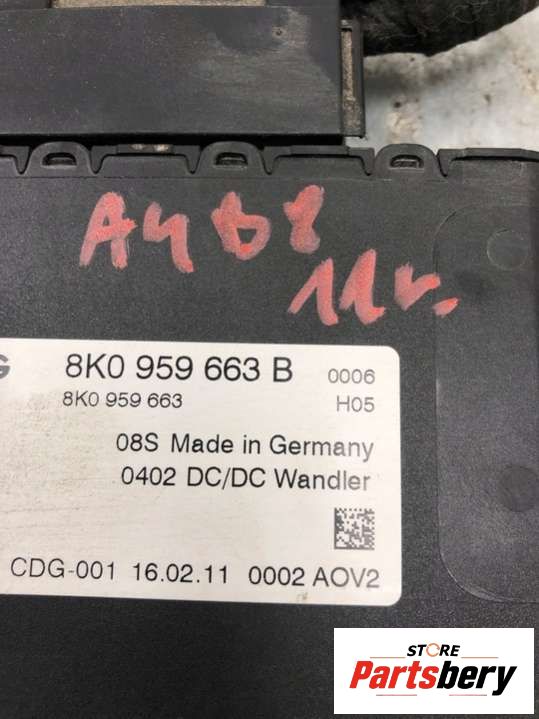 A4 B8
11r.
G
8K0 959 663 B 0006
8K0 959 663 H05
08S Made in Germany
0402 DC/DC Wandler
CDG-001 16.02.11 0002 AOV2
STORE
Partsbery